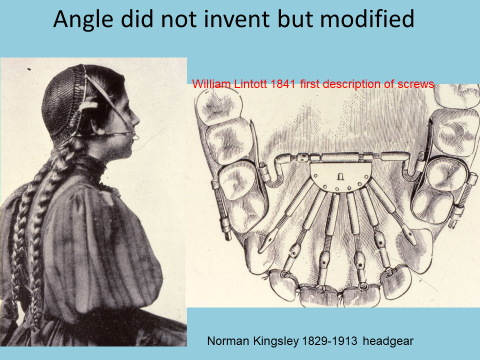 Angle did not invent but modified
William Lintott 1841 first description of screws
Norman Kingsley 1829-1913 headgear